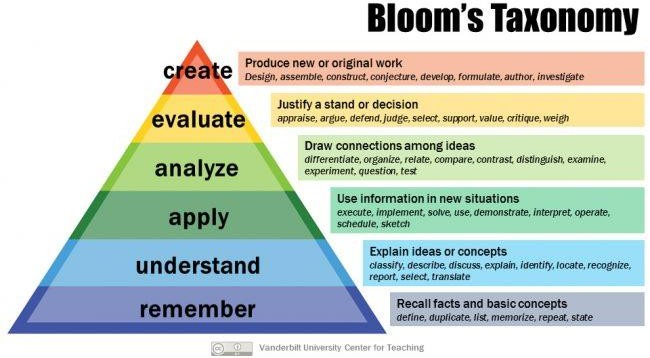 Bloom's Taxonomy
create
Produce new or original work
Design, assemble, construct, conjecture, develop, formulate, author, investigate
evaluate
Justify a stand or decision
appraise, argue, defend, judge, select, support, value, critique, weigh
analyze
Draw connections among ideas
differentiate, organize, relate, compare, contrast, distinguish, examine,
experiment, question, test
apply
Use information in new situations
execute, implement, solve, use, demonstrate, interpret, operate,
schedule, sketch
understand
Explain ideas or concepts
classify, describe, discuss, explain, identify, locate, recognize,
report, select, translate
remember
Recall facts and basic concepts
define, duplicate, list, memorize, repeat, state
Vanderbilt University Center for Teaching